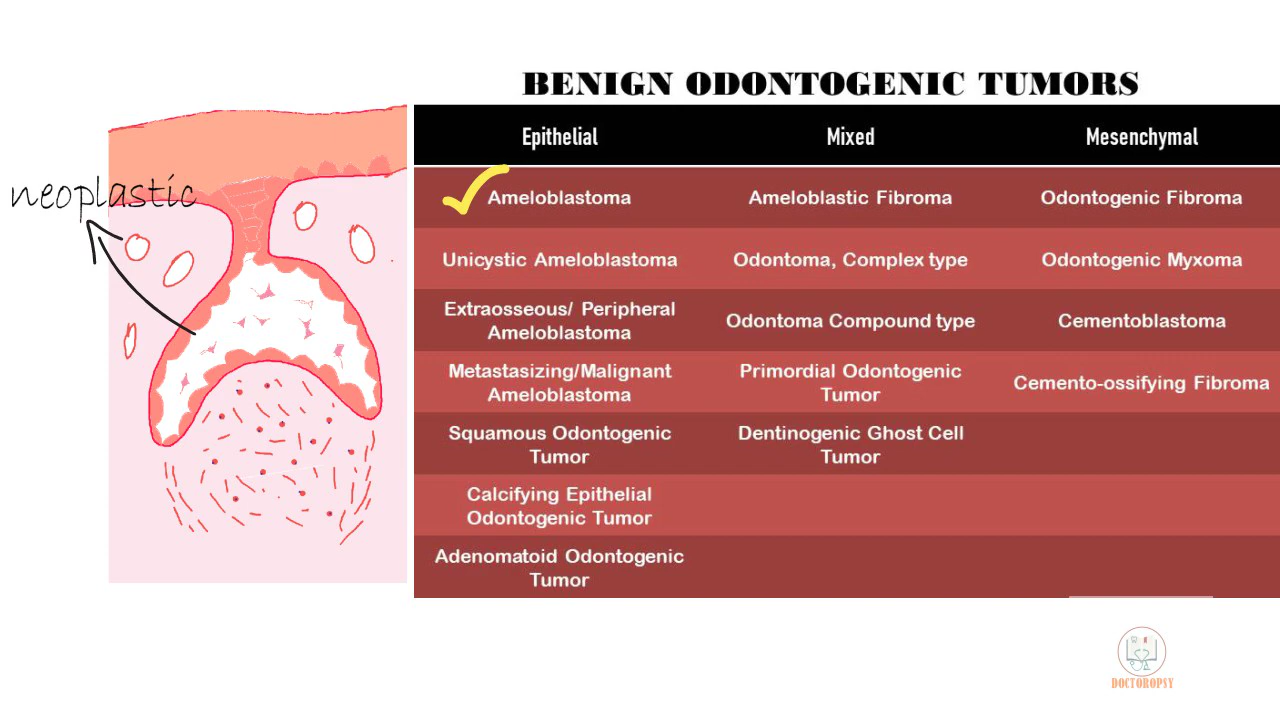 BENIGN ODONTOGENIC TUMORS
Epithelial Mixed Mesenchymal
neoplastic
Ameloblastoma Ameloblastic Fibroma Odontogenic Fibroma
Unicystic Ameloblastoma Odontoma, Complex type Odontogenic Myxoma
Extraosseous/ Peripheral
Ameloblastoma Odontoma Compound type Cementoblastoma
Metastasizing/Malignant
Ameloblastoma Primordial Odontogenic
Tumor Cemento-ossifying Fibroma
Squamous Odontogenic
Tumor Dentinogenic Ghost Cell
Tumor
Calcifying Epithelial
Odontogenic Tumor
Adenomatoid Odontogenic
Tumor
DOCTOROPSY